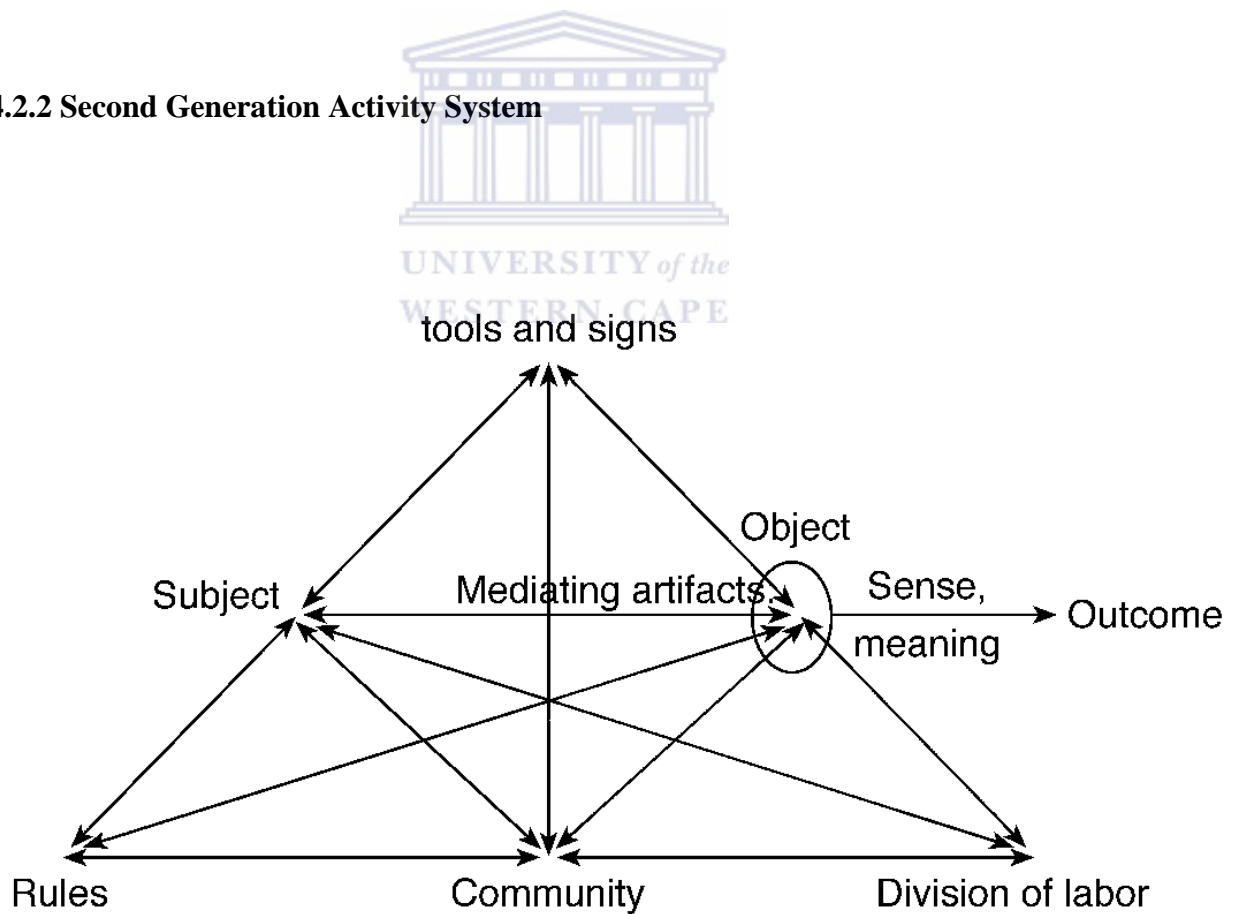 4.2.2 Second Generation Activity System
UNIVERSITY of the
WESTERN CAPE
tools and signs
Object
Subject
Mediating artifacts.
Sense,
meaning
Outcome
Rules
Community
Division of labor